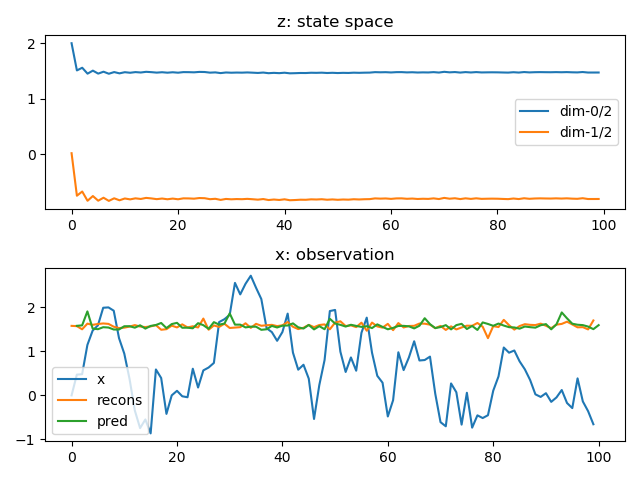 z: state space
2
1
0
dim-0/2
dim-1/2
0 20 40 60 80 100
x: observation
2
1
0
−1
x
recons
pred
0 20 40 60 80 100